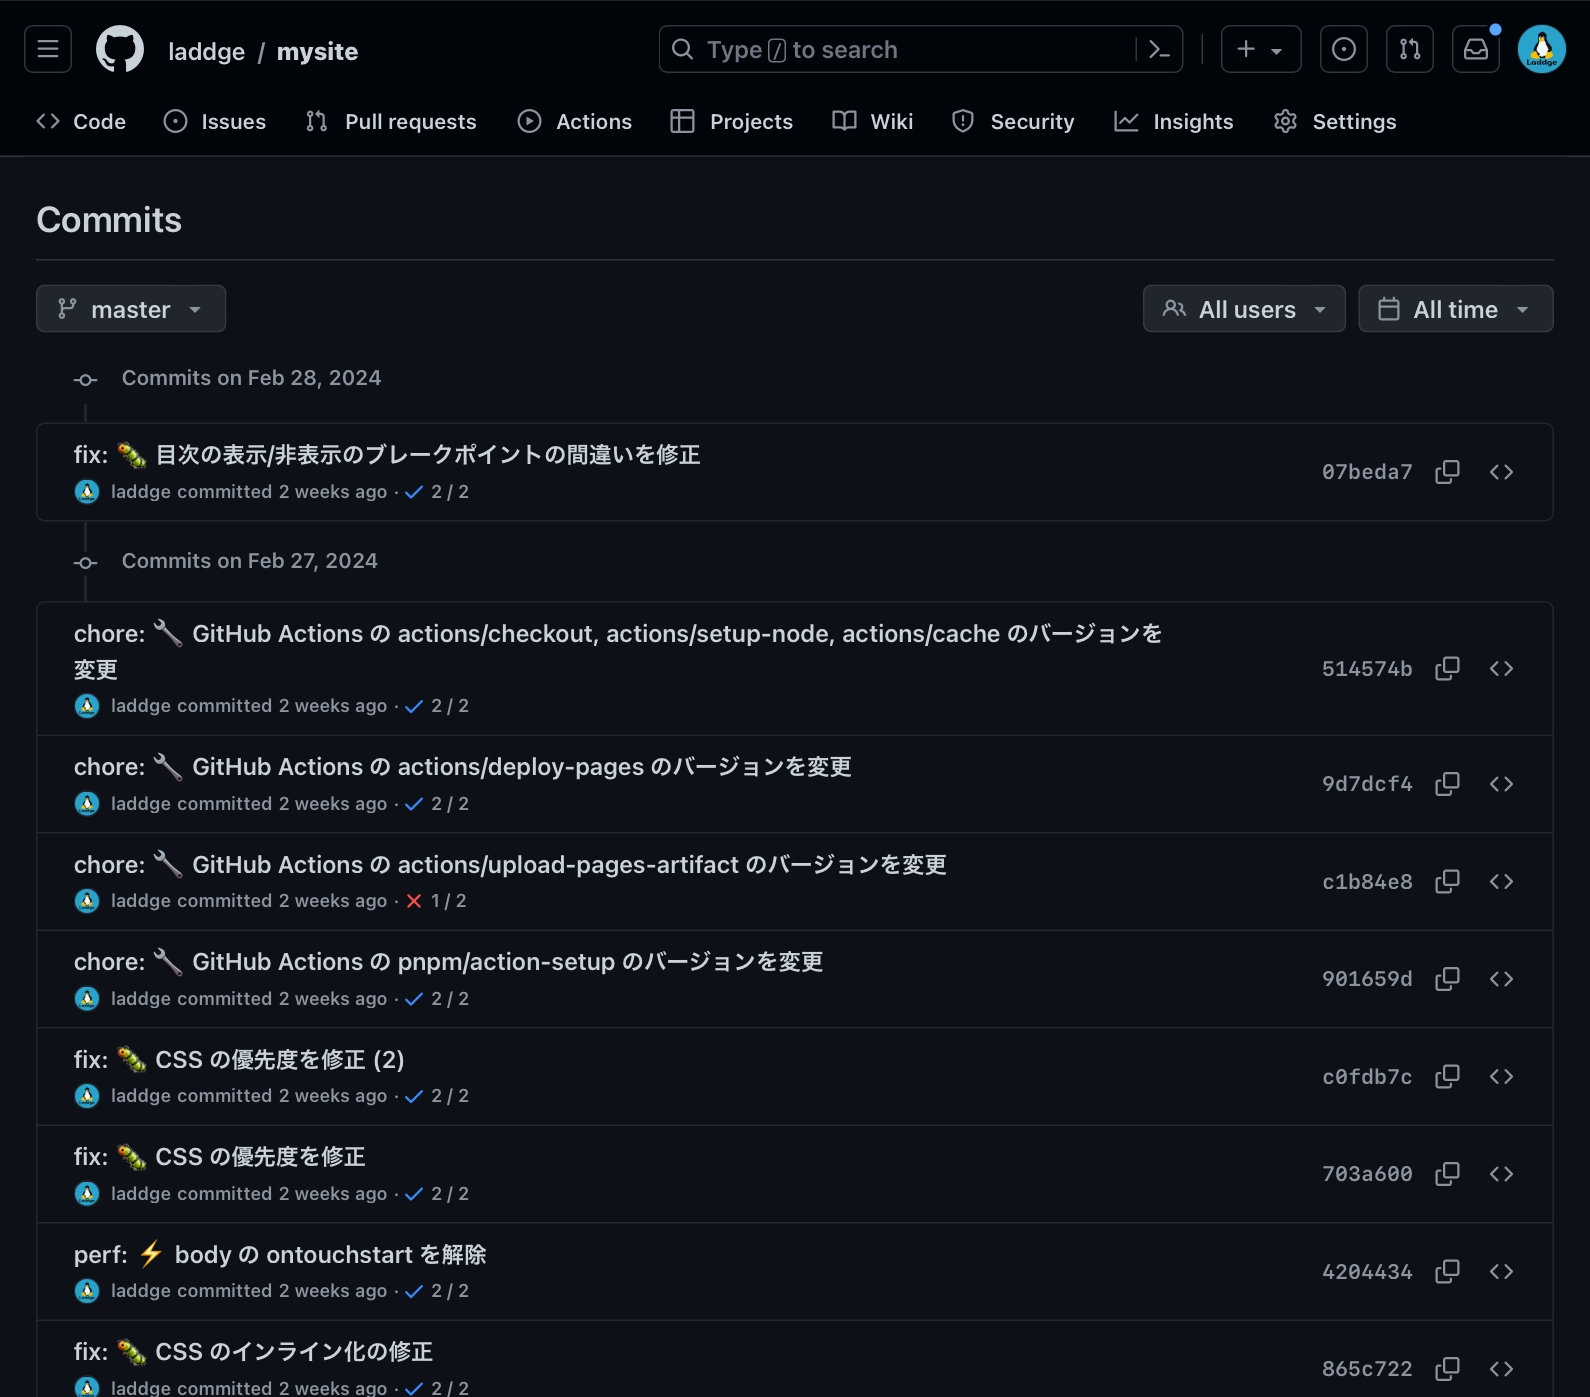 laddge / mysite
Type / to search
Code Issues Pull requests Actions Projects Wiki Security Insights Settings
Commits
master All users All time
Commits on Feb 28, 2024
fix: 🐛 目次の表示/非表示のブレークポイントの間違いを修正
laddge committed 2 weeks ago · 2 / 2
07beda7
Commits on Feb 27, 2024
chore: 🔧 GitHub Actions の actions/checkout, actions/setup-node, actions/cache のバージョンを
変更
laddge committed 2 weeks ago · 2 / 2
514574b
chore: 🔧 GitHub Actions の actions/deploy-pages のバージョンを変更
laddge committed 2 weeks ago · 2 / 2
9d7dcf4
chore: 🔧 GitHub Actions の actions/upload-pages-artifact のバージョンを変更
laddge committed 2 weeks ago · 1 / 2
c1b84e8
chore: 🔧 GitHub Actions の pnpm/action-setup のバージョンを変更
laddge committed 2 weeks ago · 2 / 2
901659d
fix: 🐛 CSS の優先度を修正 (2)
laddge committed 2 weeks ago · 2 / 2
c0fdb7c
fix: 🐛 CSS の優先度を修正
laddge committed 2 weeks ago · 2 / 2
703a600
perf: ⚡ body の ontouchstart を解除
laddge committed 2 weeks ago · 2 / 2
4204434
fix: 🐛 CSS のインライン化の修正
laddge committed 2 weeks ago · 2 / 2
865c722